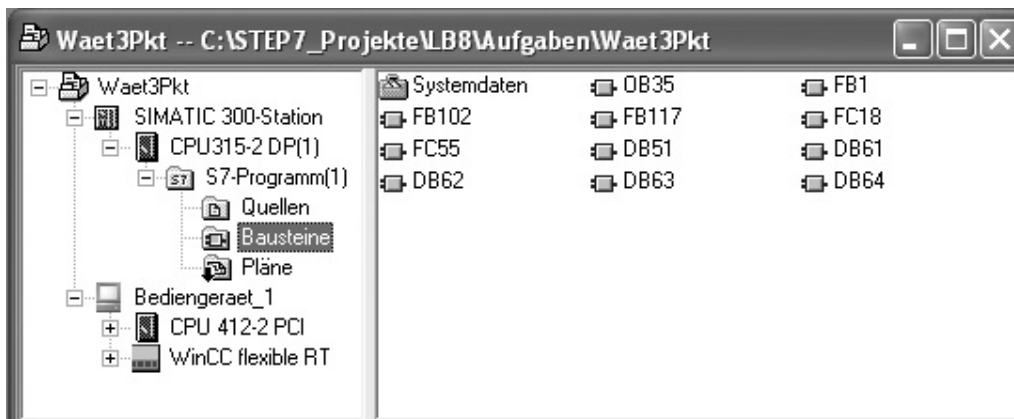 Waet3Pkt -- C:\STEP7_Projekte\LB8\Aufgaben\Waet3Pkt
Waet3Pkt
SIMATIC 300-Station
CPU315-2 DP(1)
S7-Programm(1)
Quellen
Bausteine
Pläne
Bediengeraet_1
CPU 412-2 PCI
WinCC flexible RT
Systemdaten OB35 FB1
FB102 FB117 FC18
FC55 DB51 DB61
DB62 DB63 DB64